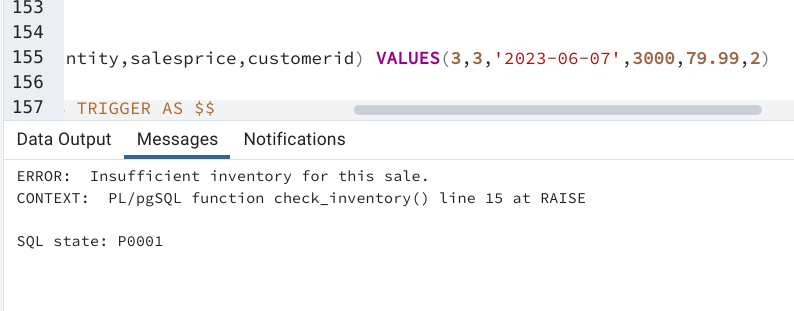 153
154
155 ntity,salesprice,customerid) VALUES(3,3,'2023-06-07',3000,79.99,2)
156
157 TRIGGER AS $$
Data Output Messages Notifications
ERROR:  Insufficient inventory for this sale.
CONTEXT:  PL/pgSQL function check_inventory() line 15 at RAISE
SQL state: P0001